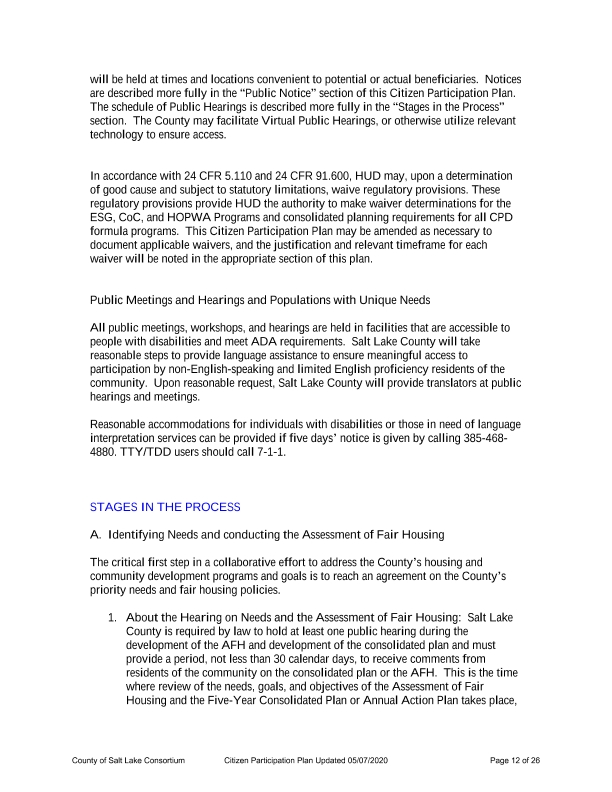 will be held at times and locations convenient to potential or actual beneficiaries.  Notices
are described more fully in the “Public Notice” section of this Citizen Participation Plan.
The schedule of Public Hearings is described more fully in the “Stages in the Process”
section.  The County may facilitate Virtual Public Hearings, or otherwise utilize relevant
technology to ensure access.
In accordance with 24 CFR 5.110 and 24 CFR 91.600, HUD may, upon a determination
of good cause and subject to statutory limitations, waive regulatory provisions. These
regulatory provisions provide HUD the authority to make waiver determinations for the
ESG, CoC, and HOPWA Programs and consolidated planning requirements for all CPD
formula programs.  This Citizen Participation Plan may be amended as necessary to
document applicable waivers, and the justification and relevant timeframe for each
waiver will be noted in the appropriate section of this plan.
Public Meetings and Hearings and Populations with Unique Needs
All public meetings, workshops, and hearings are held in facilities that are accessible to
people with disabilities and meet ADA requirements.  Salt Lake County will take
reasonable steps to provide language assistance to ensure meaningful access to
participation by non-English-speaking and limited English proficiency residents of the
community.  Upon reasonable request, Salt Lake County will provide translators at public
hearings and meetings.
Reasonable accommodations for individuals with disabilities or those in need of language
interpretation services can be provided if five days’ notice is given by calling 385-468-
4880. TTY/TDD users should call 7-1-1.
STAGES IN THE PROCESS
A.  Identifying Needs and conducting the Assessment of Fair Housing
The critical first step in a collaborative effort to address the County’s housing and
community development programs and goals is to reach an agreement on the County’s
priority needs and fair housing policies.
1.  About the Hearing on Needs and the Assessment of Fair Housing:  Salt Lake
County is required by law to hold at least one public hearing during the
development of the AFH and development of the consolidated plan and must
provide a period, not less than 30 calendar days, to receive comments from
residents of the community on the consolidated plan or the AFH.  This is the time
where review of the needs, goals, and objectives of the Assessment of Fair
Housing and the Five-Year Consolidated Plan or Annual Action Plan takes place,
County of Salt Lake Consortium Citizen Participation Plan Updated 05/07/2020 Page 12 of 26